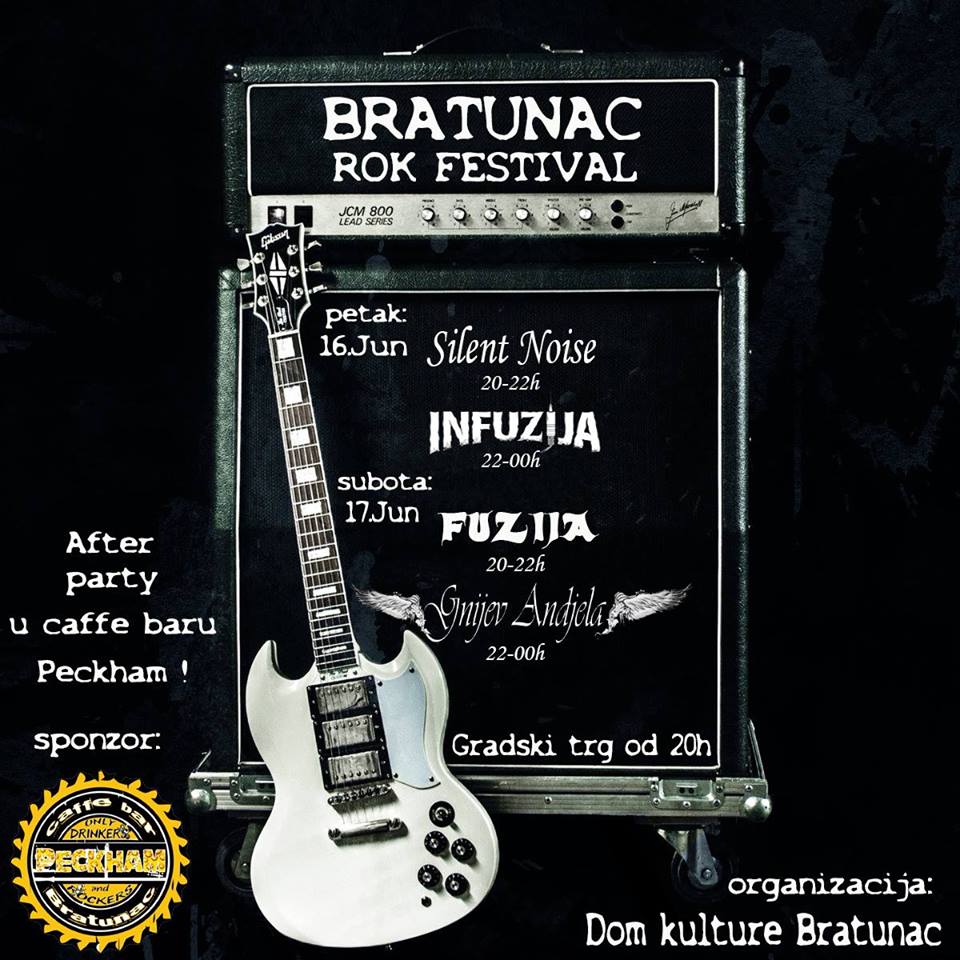 BRATUNAC
ROK FESTIVAL
JCM 800
LEAD SERIES
Gibson
petak:
16.Jun
Silent Noise
20-22h
INFUZIJA
22-00h
subota:
17.Jun
FUZIJA
20-22h
Gnijev Andjela
22-00h
After
party
u caffe baru
Peckham !
sponzor:
caffe bar
ONLY
DRINKERS
PECKHAM
and
ROCKERS
Bratunac
Gradski trg od 20h
organizacija:
Dom kulture Bratunac